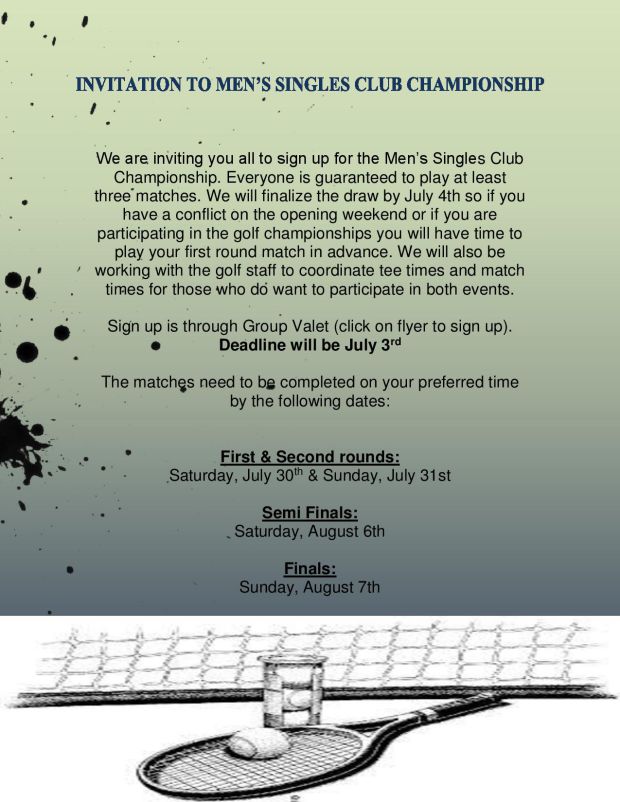 INVITATION TO MEN'S SINGLES CLUB CHAMPIONSHIP
We are inviting you all to sign up for the Men's Singles Club
Championship. Everyone is guaranteed to play at least
three matches. We will finalize the draw by July 4th so if you
have a conflict on the opening weekend or if you are
participating in the golf championships you will have time to
play your first round match in advance. We will also be
working with the golf staff to coordinate tee times and match
times for those who do want to participate in both events.
Sign up is through Group Valet (click on flyer to sign up).
Deadline will be July 3rd
The matches need to be completed on your preferred time
by the following dates:
First & Second rounds:
Saturday, July 30th & Sunday, July 31st
Semi Finals:
Saturday, August 6th
Finals:
Sunday, August 7th